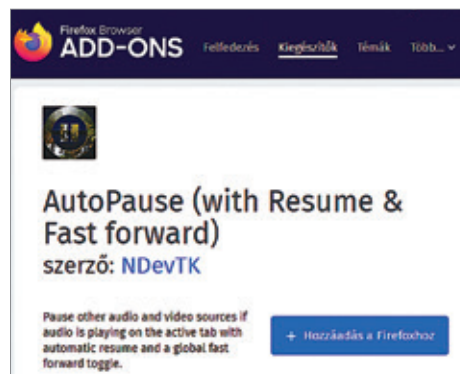 Firefox Browser
ADD-ONS
Felfedezés Kiegészítők Témák Több...
AutoPause (with Resume &
Fast forward)
szerző: NDevTK
Pause other audio and video sources if
audio is playing on the active tab with
automatic resume and a global fast
forward toggle.
+ Hozzáadás a Firefoxhoz